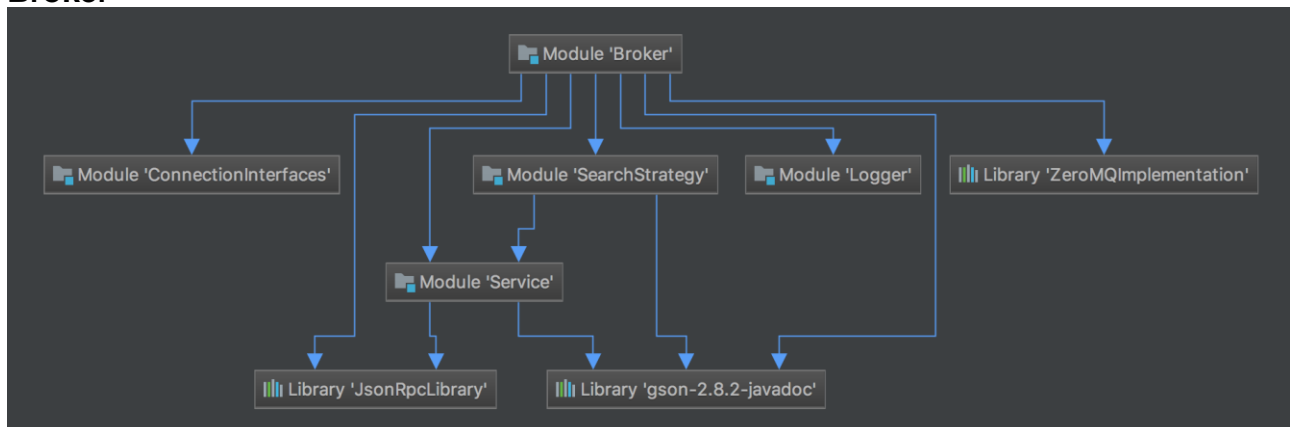 Broker
Module 'Broker'
Module 'ConnectionInterfaces'
Module 'SearchStrategy'
Module 'Logger'
Library 'ZeroMQImplementation'
Module 'Service'
Library 'JsonRpcLibrary'
Library 'gson-2.8.2-javadoc'